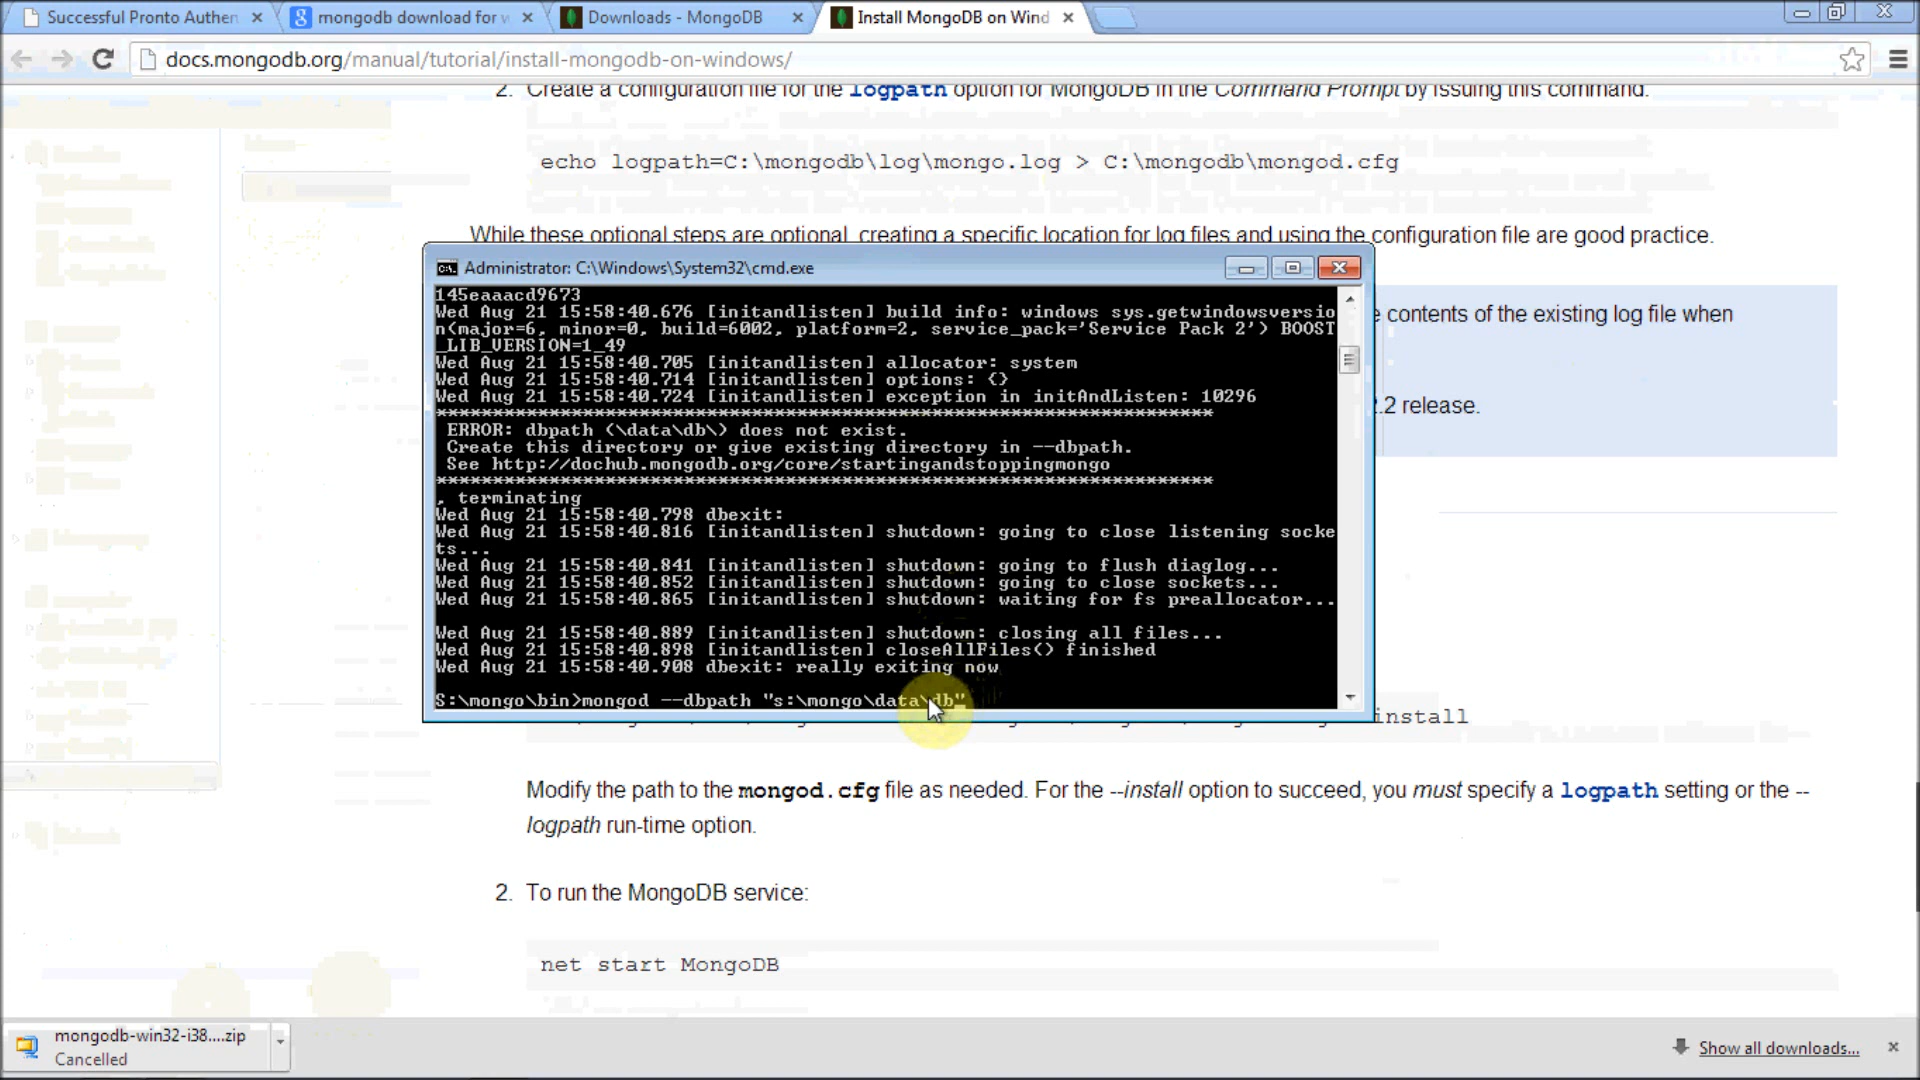 Successful Pronto Authen
mongodb download for w
Downloads - MongoDB
Install MongoDB on Wind
docs.mongodb.org/manual/tutorial/install-mongodb-on-windows/
2. Create a configuration file for the logpath option for MongoDB in the Command Prompt by issuing this command:
echo logpath=C:\mongodb\log\mongo.log > C:\mongodb\mongod.cfg
While these optional steps are optional, creating a specific location for log files and using the configuration file are good practice.
Administrator: C:\Windows\System32\cmd.exe
145eaaacd9673
Wed Aug 21 15:58:40.676 [initandlisten] build info: windows sys.getwindowsversio
n(major=6, minor=0, build=6002, platform=2, service_pack='Service Pack 2') BOOST
_LIB_VERSION=1_49
Wed Aug 21 15:58:40.705 [initandlisten] allocator: system
Wed Aug 21 15:58:40.714 [initandlisten] options: {}
Wed Aug 21 15:58:40.724 [initandlisten] exception in initAndListen: 10296
*********************************************************************
ERROR: dbpath (\data\db\) does not exist.
Create this directory or give existing directory in --dbpath.
See http://dochub.mongodb.org/core/startingandstoppingmongo
*********************************************************************
, terminating
Wed Aug 21 15:58:40.798 dbexit:
Wed Aug 21 15:58:40.816 [initandlisten] shutdown: going to close listening socke
ts...
Wed Aug 21 15:58:40.841 [initandlisten] shutdown: going to flush diaglog...
Wed Aug 21 15:58:40.852 [initandlisten] shutdown: going to close sockets...
Wed Aug 21 15:58:40.865 [initandlisten] shutdown: waiting for fs preallocator...
Wed Aug 21 15:58:40.889 [initandlisten] shutdown: closing all files...
Wed Aug 21 15:58:40.898 [initandlisten] closeAllFiles() finished
Wed Aug 21 15:58:40.908 dbexit: really exiting now
S:\mongo\bin>mongod --dbpath "s:\mongo\data\db"
contents of the existing log file when
.2 release.
install
Modify the path to the mongod.cfg file as needed. For the --install option to succeed, you must specify a logpath setting or the --
logpath run-time option.
2. To run the MongoDB service:
net start MongoDB
mongodb-win32-i38....zip
Cancelled
Show all downloads...